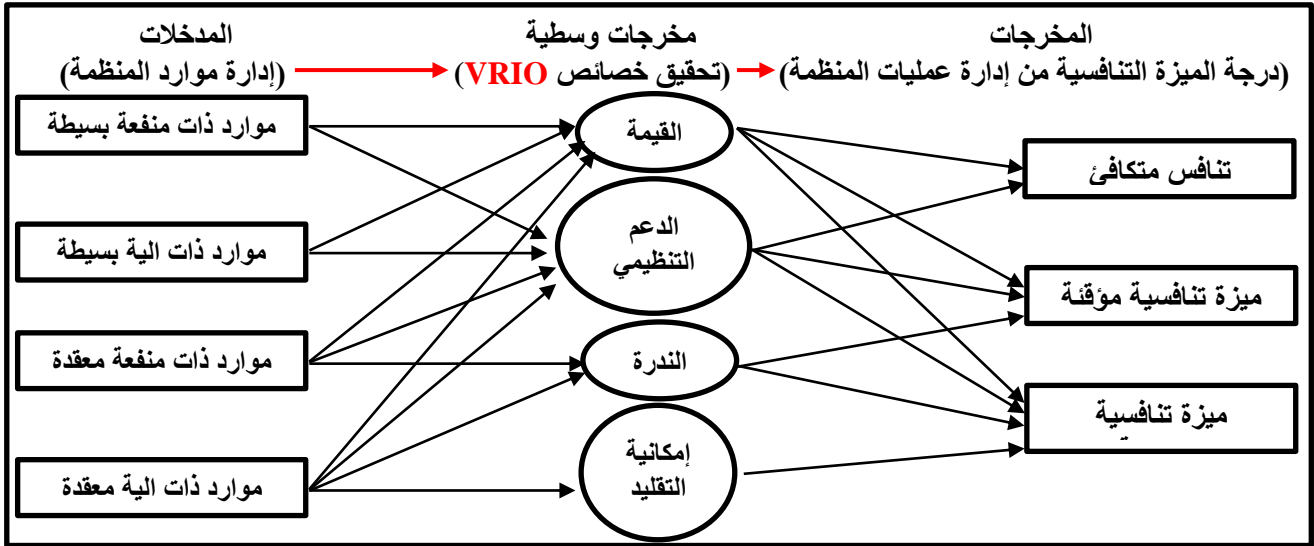 المدخلات
(إدارة موارد المنظمة)
مخرجات وسطية
(تحقيق خصائص VRIO)
المخرجات
(درجة الميزة التنافسية من إدارة عمليات المنظمة)
موارد ذات منفعة بسيطة
موارد ذات الية بسيطة
موارد ذات منفعة معقدة
موارد ذات الية معقدة
القيمة
الدعم
التنظيمي
الندرة
إمكانية
التقليد
تنافس متكافئ
ميزة تنافسية مؤقتة
ميزة تنافسية